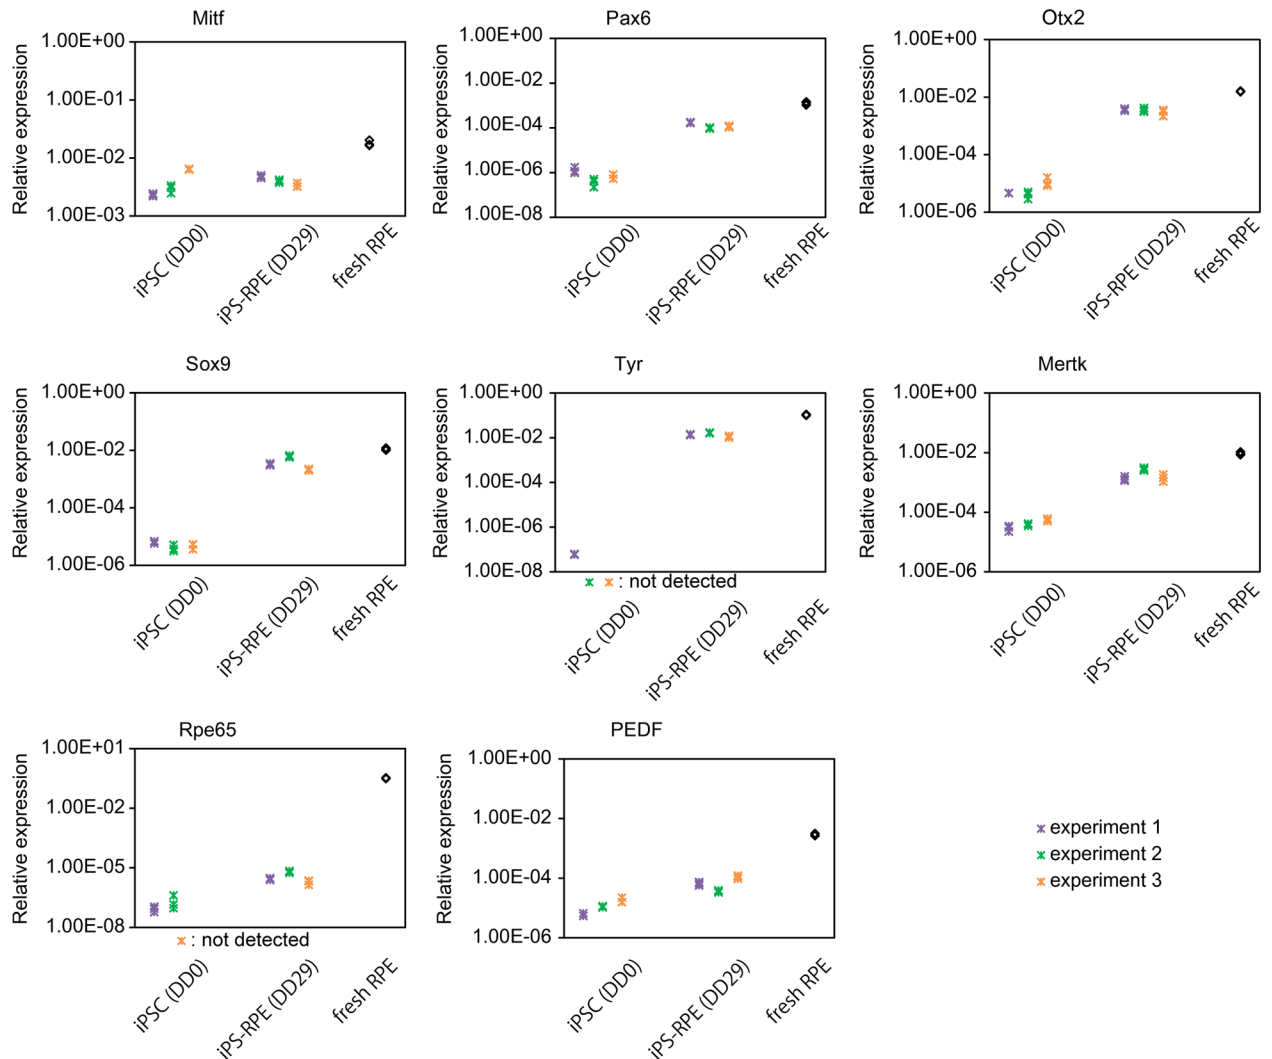 Mitf
Relative expression
1.00E+00
1.00E−01
1.00E−02
1.00E−03
iPSC (DD0)
iPS-RPE (DD29)
fresh RPE
Pax6
Relative expression
1.00E+00
1.00E−02
1.00E−04
1.00E−06
1.00E−08
iPSC (DD0)
iPS-RPE (DD29)
fresh RPE
Otx2
Relative expression
1.00E+00
1.00E−02
1.00E−04
1.00E−06
iPSC (DD0)
iPS-RPE (DD29)
fresh RPE
Sox9
Relative expression
1.00E+00
1.00E−02
1.00E−04
1.00E−06
iPSC (DD0)
iPS-RPE (DD29)
fresh RPE
Tyr
Relative expression
1.00E+00
1.00E−02
1.00E−04
1.00E−06
1.00E−08
: not detected
iPSC (DD0)
iPS-RPE (DD29)
fresh RPE
Mertk
Relative expression
1.00E+00
1.00E−02
1.00E−04
1.00E−06
iPSC (DD0)
iPS-RPE (DD29)
fresh RPE
Rpe65
Relative expression
1.00E+01
1.00E−02
1.00E−05
1.00E−08
: not detected
iPSC (DD0)
iPS-RPE (DD29)
fresh RPE
PEDF
Relative expression
1.00E+00
1.00E−02
1.00E−04
1.00E−06
iPSC (DD0)
iPS-RPE (DD29)
fresh RPE
experiment 1
experiment 2
experiment 3